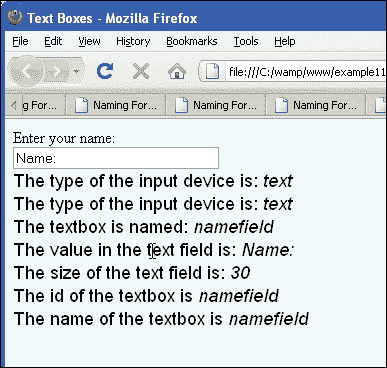 Text Boxes - Mozilla Firefox
File Edit View History Bookmarks Tools Help
file:///C:/wamp/www/example11
g For... Naming For... Naming For... Naming For... Naming For...
Enter your name:
Name:
The type of the input device is: text
The type of the input device is: text
The textbox is named: namefield
The value in the text field is: Name:
The size of the text field is: 30
The id of the textbox is namefield
The name of the textbox is namefield